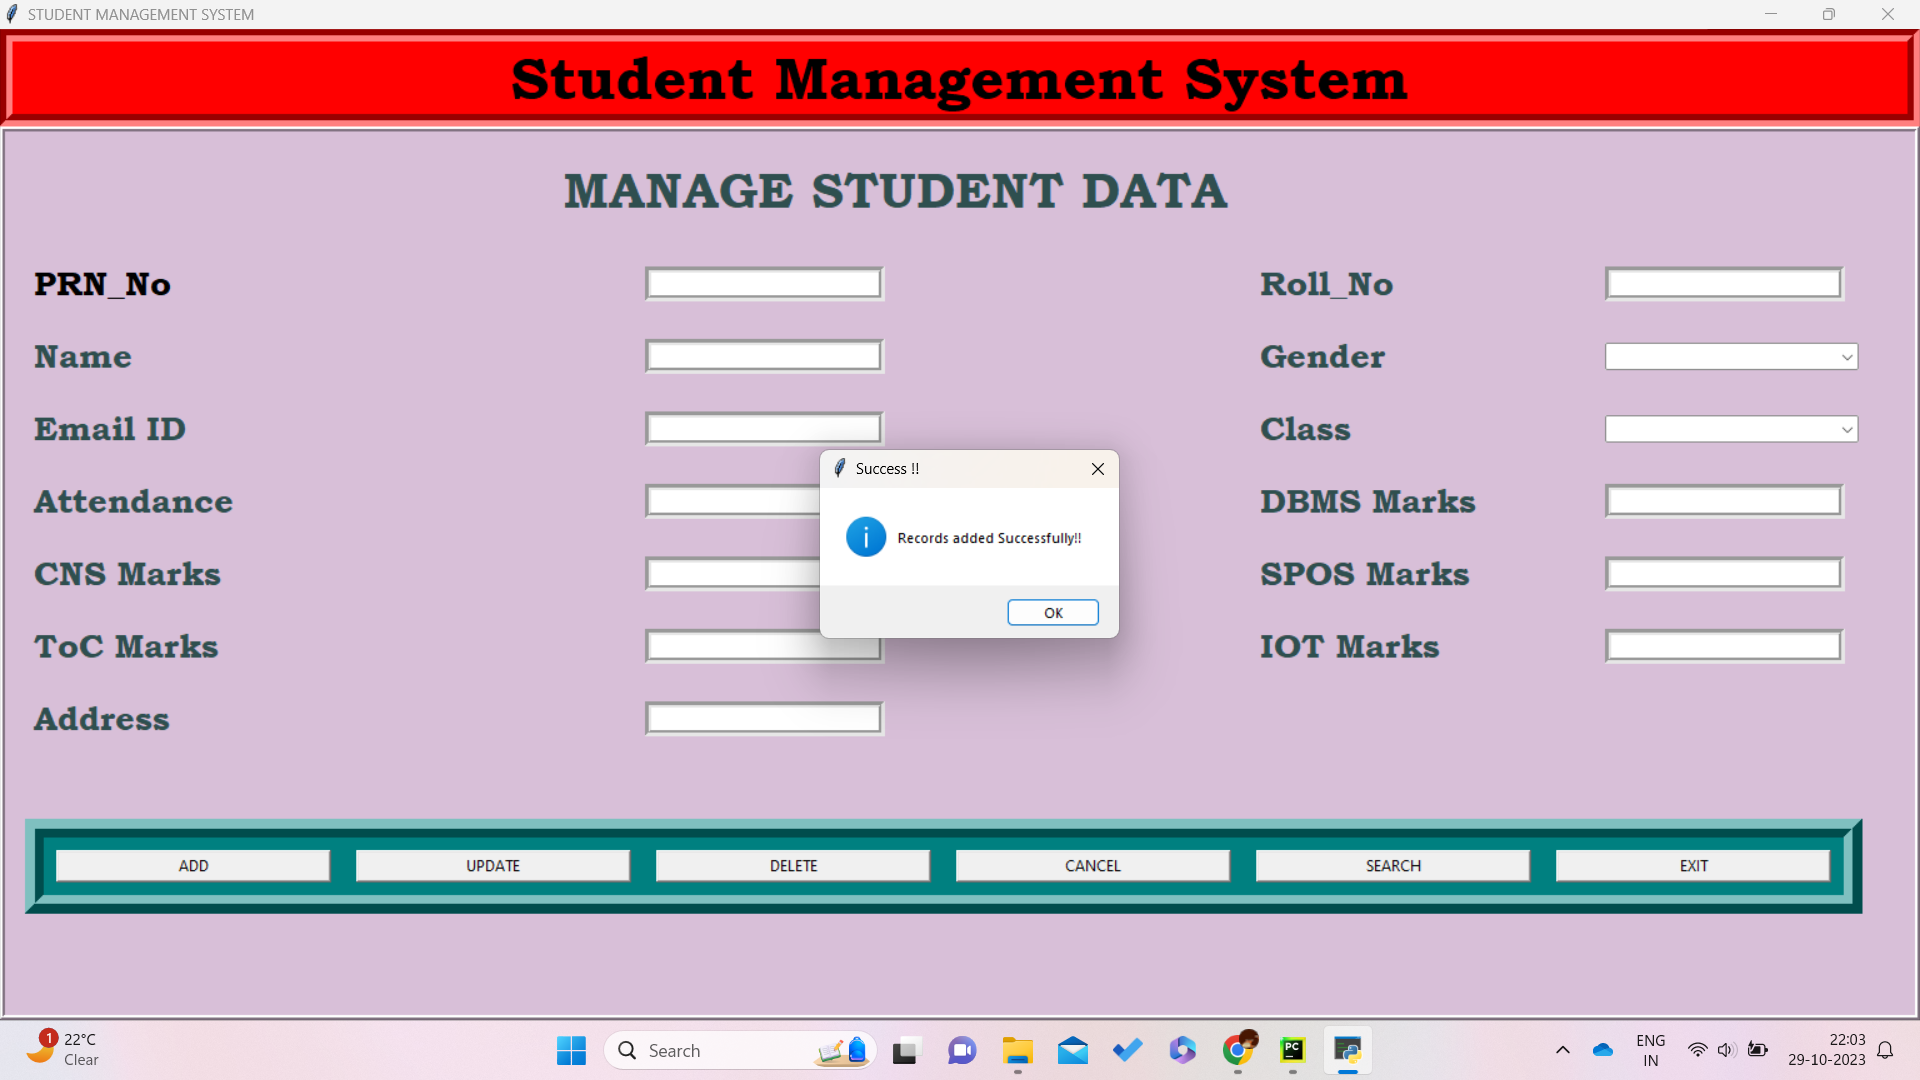 STUDENT MANAGEMENT SYSTEM
Student Management System
MANAGE STUDENT DATA
PRN_No
Roll_No
Name
Gender
Email ID
Class
Success !!
Attendance
DBMS Marks
Records added Successfully!!
CNS Marks
SPOS Marks
OK
ToC Marks
IOT Marks
Address
ADD
UPDATE
DELETE
CANCEL
SEARCH
EXIT
1
22°C
Clear
Search
PC
ENG
IN
22:03
29-10-2023